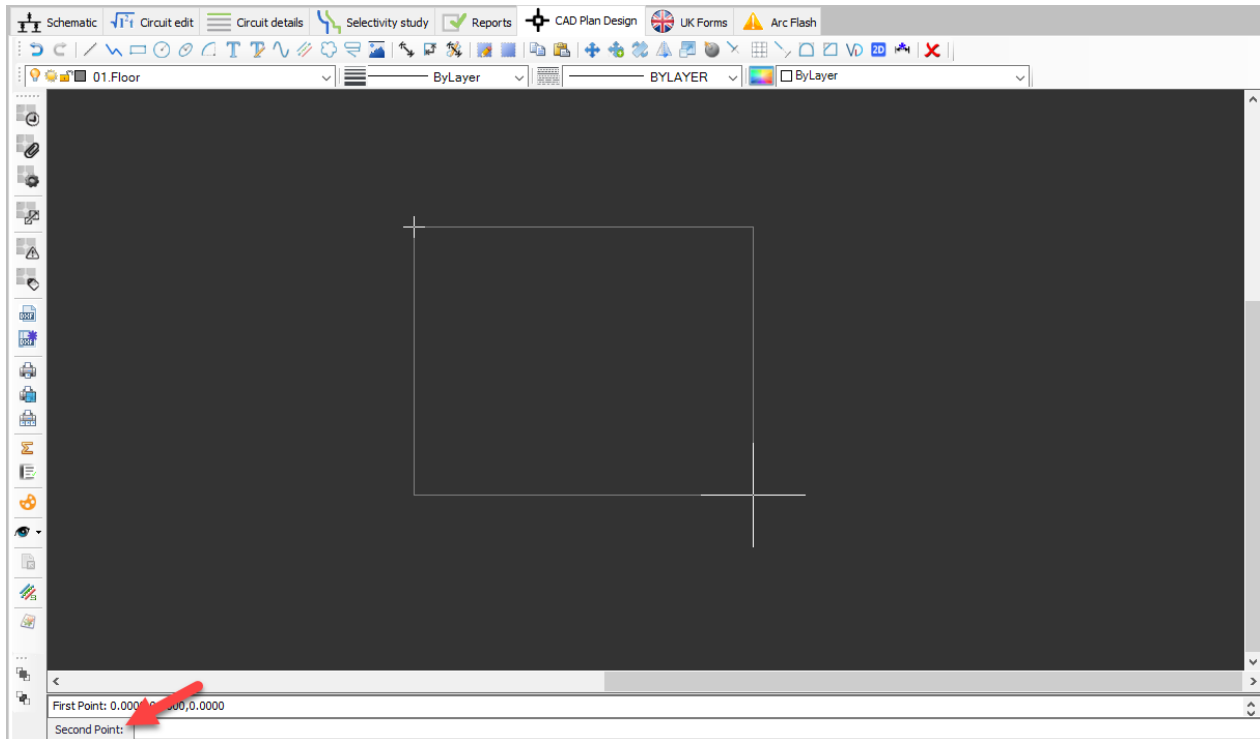 Schematic Circuit edit Circuit details Selectivity study Reports CAD Plan Design UK Forms Arc Flash
01.Floor ByLayer BYLAYER ByLayer
First Point: 0.000 000,0.0000
Second Point: